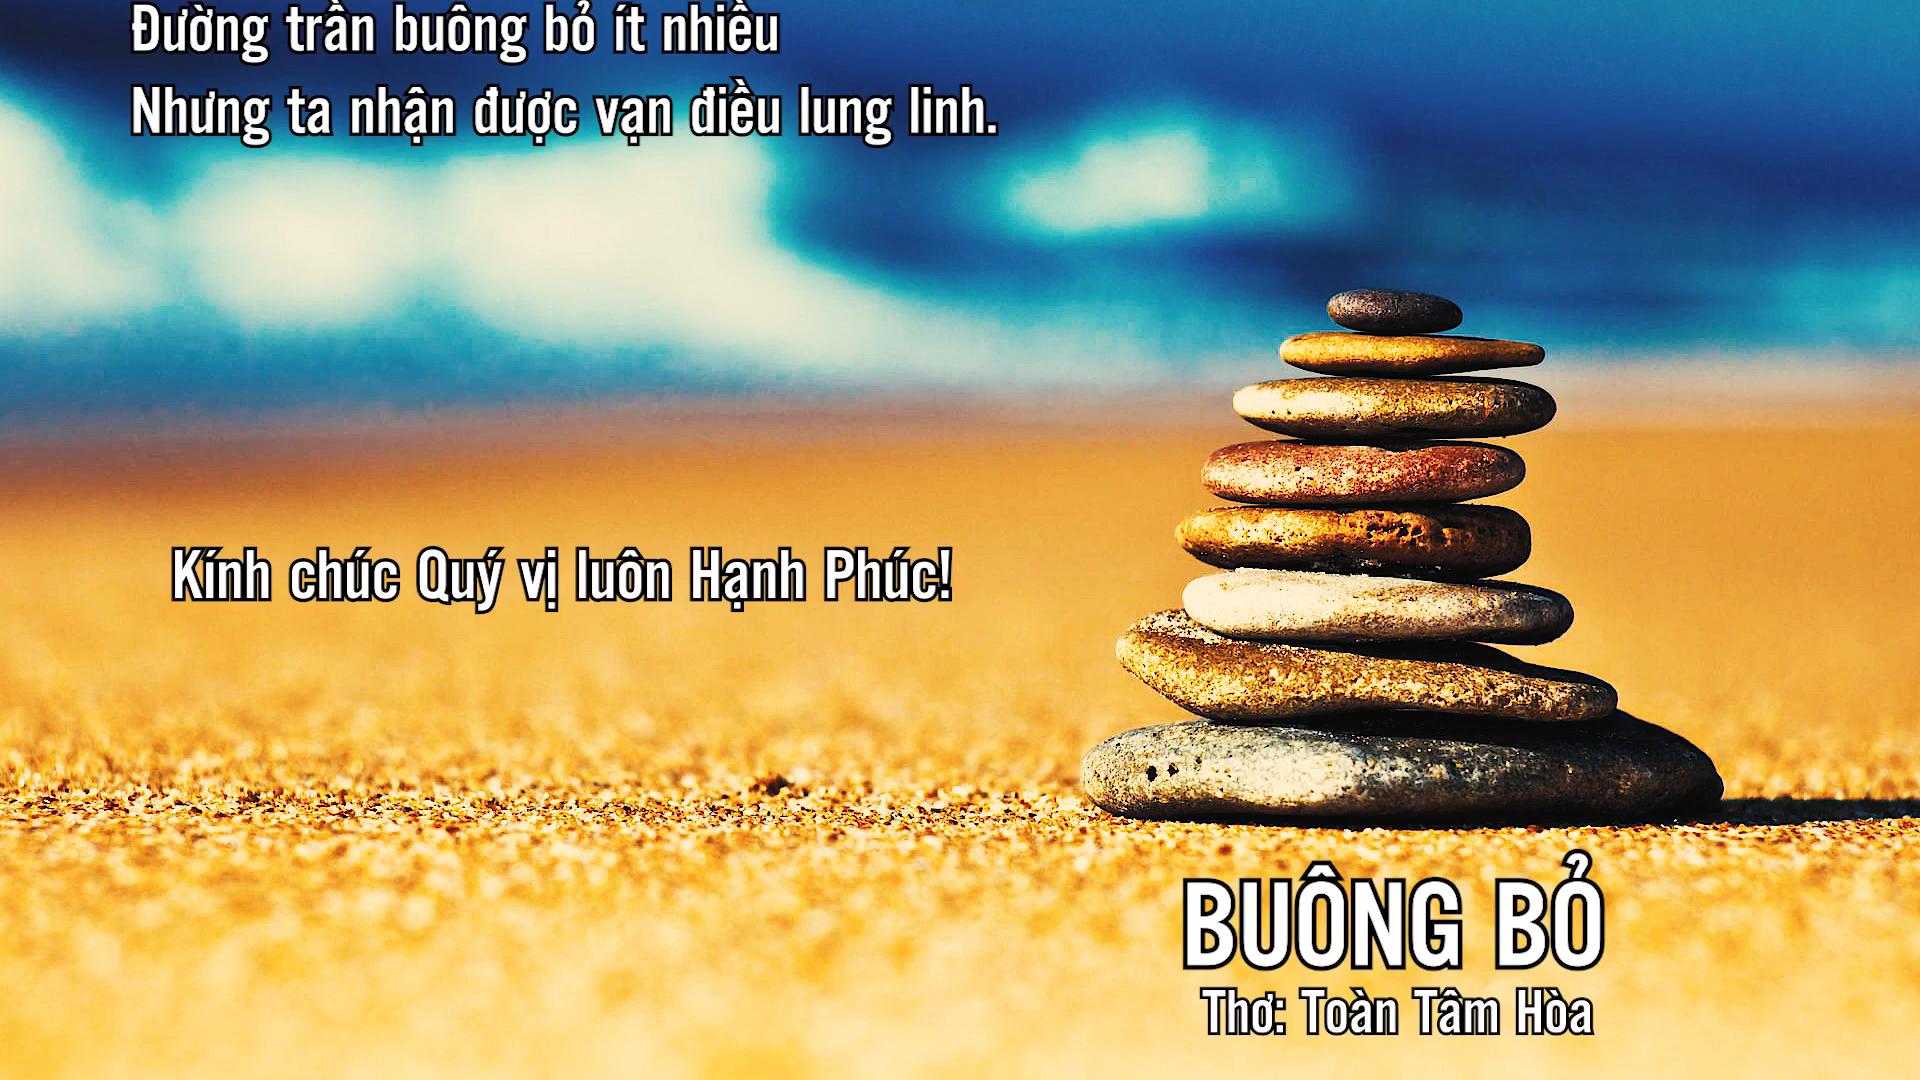 Đường trần buông bỏ ít nhiều
Nhưng ta nhận được vạn điều lung linh.
Kính chúc Quý vị luôn Hạnh Phúc!
BUÔNG BỎ
Thơ: Toàn Tâm Hòa